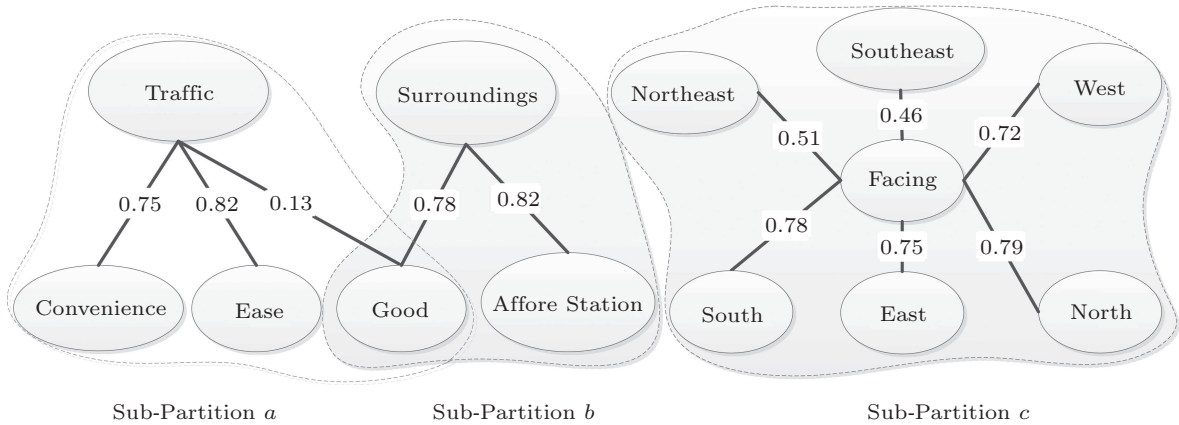 Southeast
Traffic
Surroundings
Northeast
West
0.46
0.51
0.72
Facing
0.75
0.82
0.13
0.78
0.82
0.78
0.75
0.79
Convenience
Ease
Good
Affore Station
South
East
North
Sub-Partition a
Sub-Partition b
Sub-Partition c